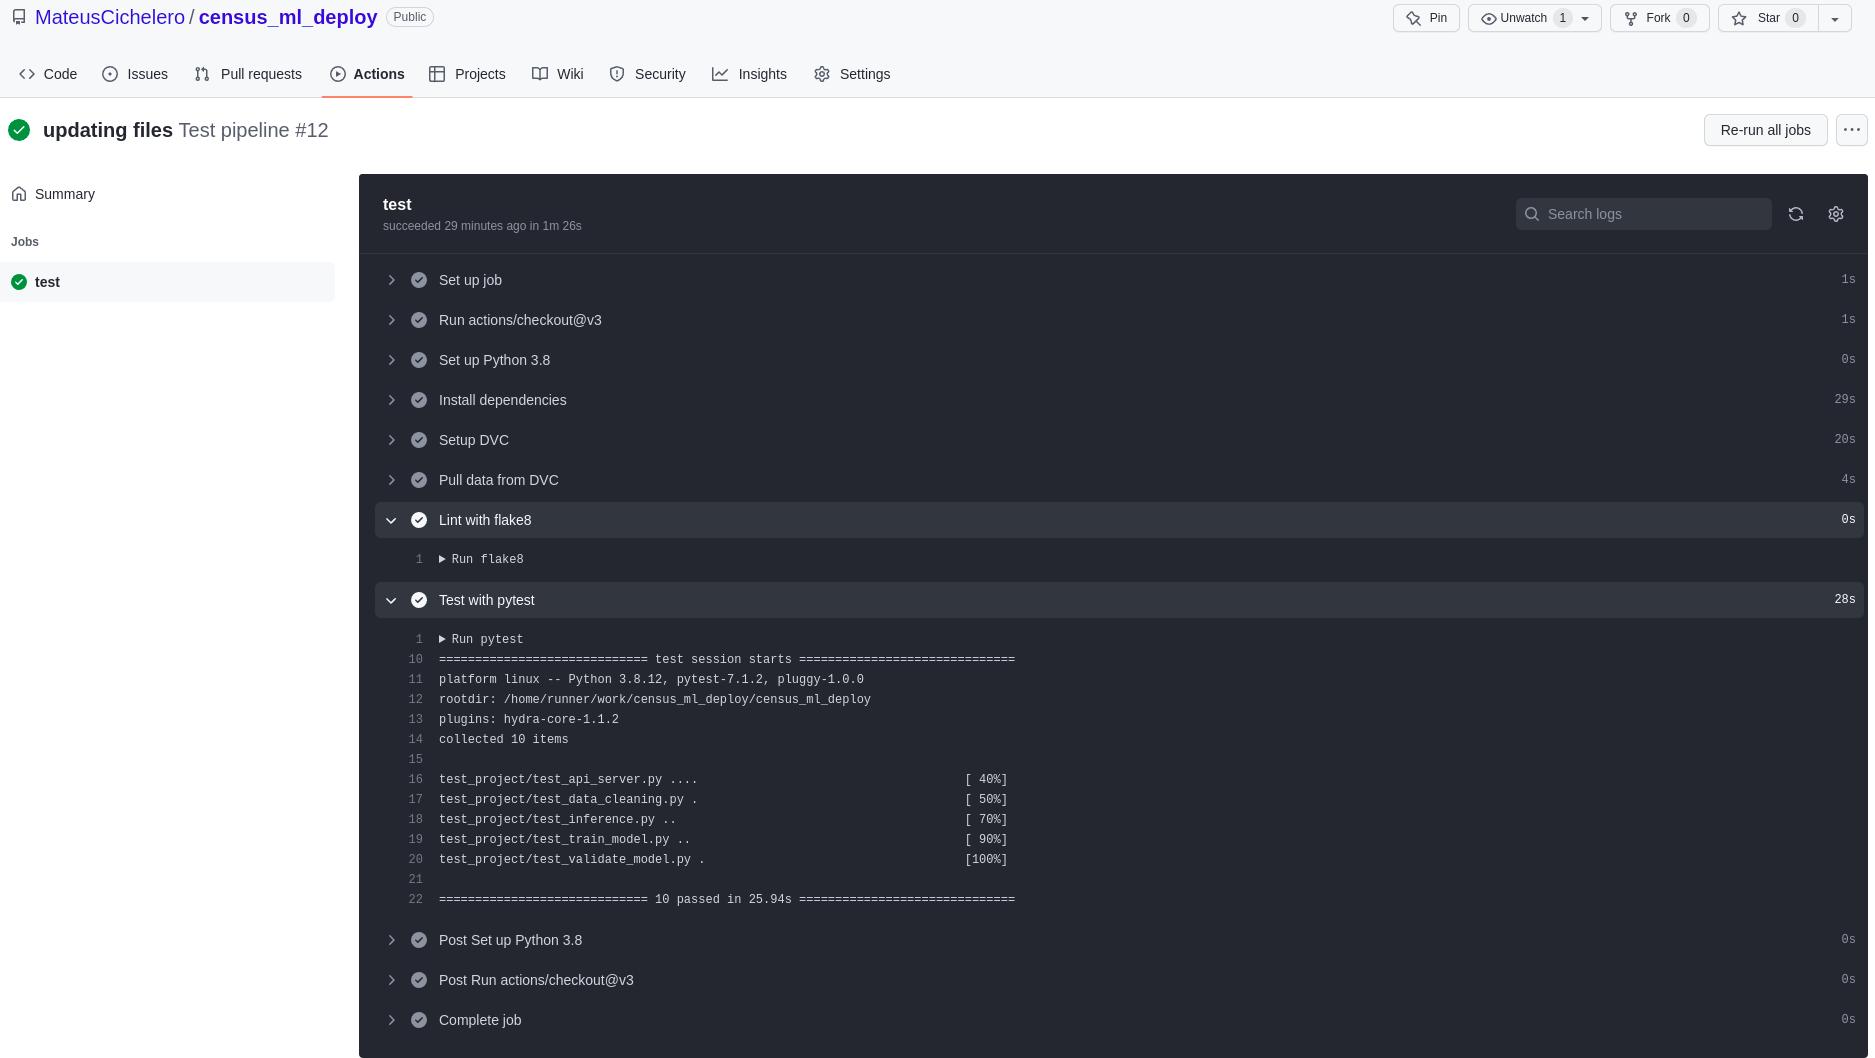 MateusCichelero / census_ml_deploy Public
Pin Unwatch 1 Fork 0 Star 0
Code Issues Pull requests Actions Projects Wiki Security Insights Settings
updating files Test pipeline #12
Re-run all jobs
Summary
Jobs
test
test
succeeded 29 minutes ago in 1m 26s
Search logs
Set up job 1s
Run actions/checkout@v3 1s
Set up Python 3.8 0s
Install dependencies 29s
Setup DVC 20s
Pull data from DVC 4s
Lint with flake8 0s
1 Run flake8
Test with pytest 28s
1 Run pytest
10 ============================= test session starts ==============================
11 platform linux -- Python 3.8.12, pytest-7.1.2, pluggy-1.0.0
12 rootdir: /home/runner/work/census_ml_deploy/census_ml_deploy
13 plugins: hydra-core-1.1.2
14 collected 10 items
15
16 test_project/test_api_server.py .... [ 40%]
17 test_project/test_data_cleaning.py . [ 50%]
18 test_project/test_inference.py .. [ 70%]
19 test_project/test_train_model.py .. [ 90%]
20 test_project/test_validate_model.py . [100%]
21
22 ============================= 10 passed in 25.94s ==============================
Post Set up Python 3.8 0s
Post Run actions/checkout@v3 0s
Complete job 0s